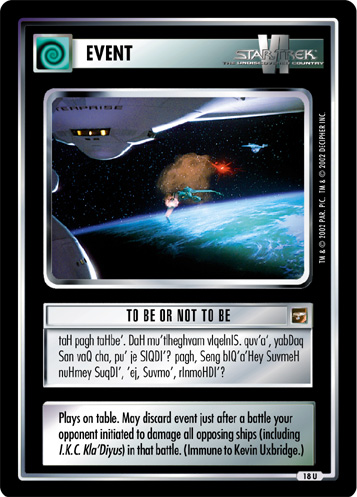 EVENT
STAR TREK VI
THE UNDISCOVERED COUNTRY
ERPRISE
TM & © 2002 PAR. PIC. TM & © 2002 DECIPHER INC.
TO BE OR NOT TO BE
taH pagh taHbe’. DaH mu’tlheghvam vIqelnIS. quv’a’, yabDaq
San vaQ cha, pu’ je SIQDI’? pagh, Seng bIQ’a’Hey SuvmeH
nuHmey SuqDI’, ’ej, Suvmo’, rInmoHDI’?
Plays on table. May discard event just after a battle your
opponent initiated to damage all opposing ships (including
I.K.C. Kla’Diyus) in that battle. (Immune to Kevin Uxbridge.)
18 U